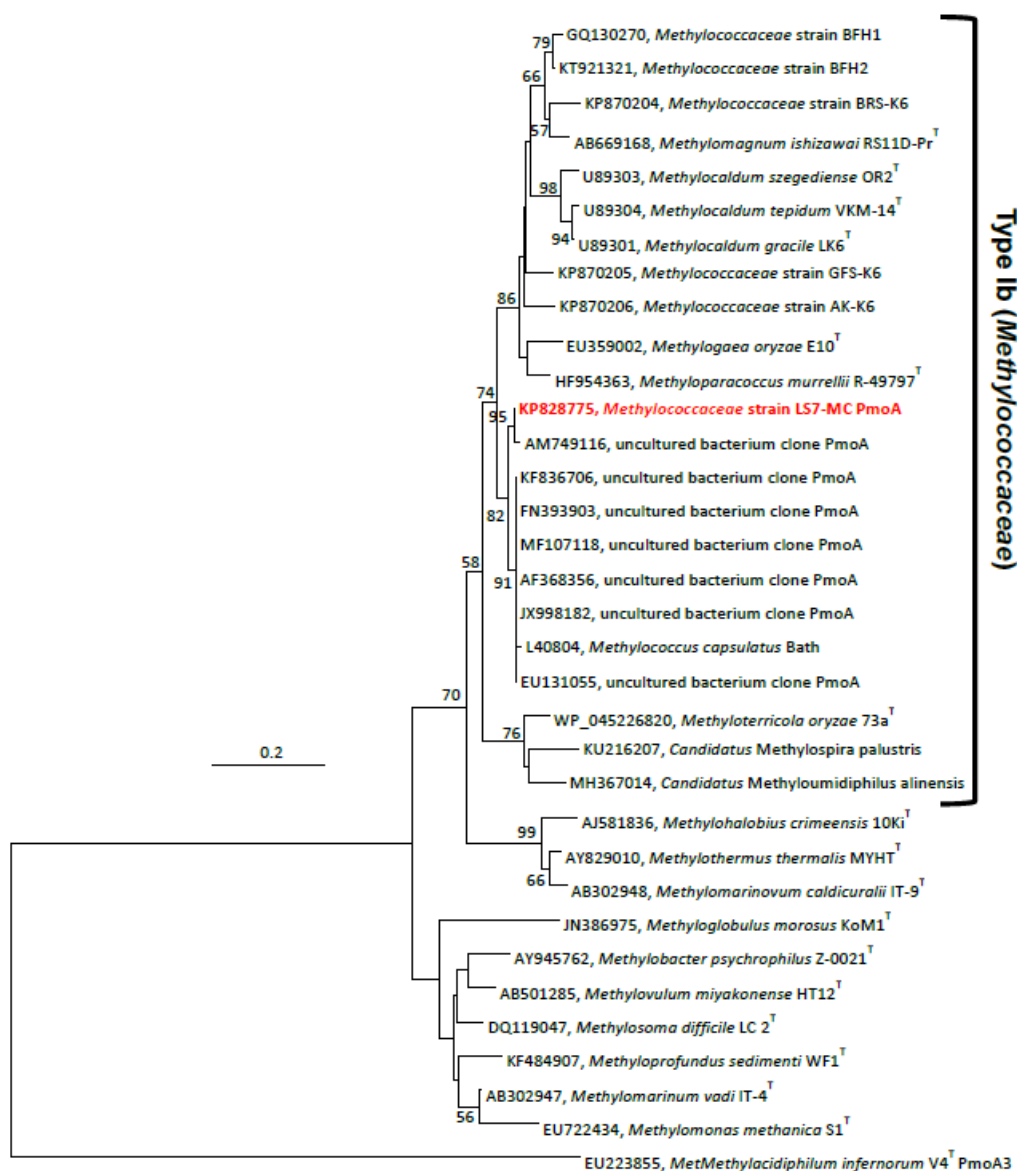 GQ130270, Methylococcaceae strain BFH1
79
KT921321, Methylococcaceae strain BFH2
66
KP870204, Methylococcaceae strain BRS-K6
57
AB669168, Methylomagnum ishizawai RS11D-Pr^T
U89303, Methylocaldum szegediense OR2^T
98
U89304, Methylocaldum tepidum VKM-14^T
94
U89301, Methylocaldum gracile LK6^T
KP870205, Methylococcaceae strain GFS-K6
86
KP870206, Methylococcaceae strain AK-K6
EU359002, Methylogaea oryzae E10^T
HF954363, Methyloparacoccus murrellii R-49797^T
74
95
KP828775, Methylococcaceae strain LS7-MC PmoA
AM749116, uncultured bacterium clone PmoA
KF836706, uncultured bacterium clone PmoA
82
FN393903, uncultured bacterium clone PmoA
MF107118, uncultured bacterium clone PmoA
58
91
AF368356, uncultured bacterium clone PmoA
JX998182, uncultured bacterium clone PmoA
L40804, Methylococcus capsulatus Bath
EU131055, uncultured bacterium clone PmoA
70
76
WP_045226820, Methyloterricola oryzae 73a^T
KU216207, Candidatus Methylospira palustris
0.2
MH367014, Candidatus Methyloumidiphilus alinensis
Type Ib (Methylococcaceae)
99
AJ581836, Methylohalobius crimeensis 10Ki^T
AY829010, Methylothermus thermalis MYHT^T
66
AB302948, Methylomarinovum caldicuralii IT-9^T
JN386975, Methyloglobulus morosus KoM1^T
AY945762, Methylobacter psychrophilus Z-0021^T
AB501285, Methylovulum miyakonense HT12^T
DQ119047, Methylosoma difficile LC 2^T
KF484907, Methyloprofundus sedimenti WF1^T
AB302947, Methylomarinum vadi IT-4^T
56
EU722434, Methylomonas methanica S1^T
EU223855, MetMethylacidiphilum infernorum V4^T PmoA3